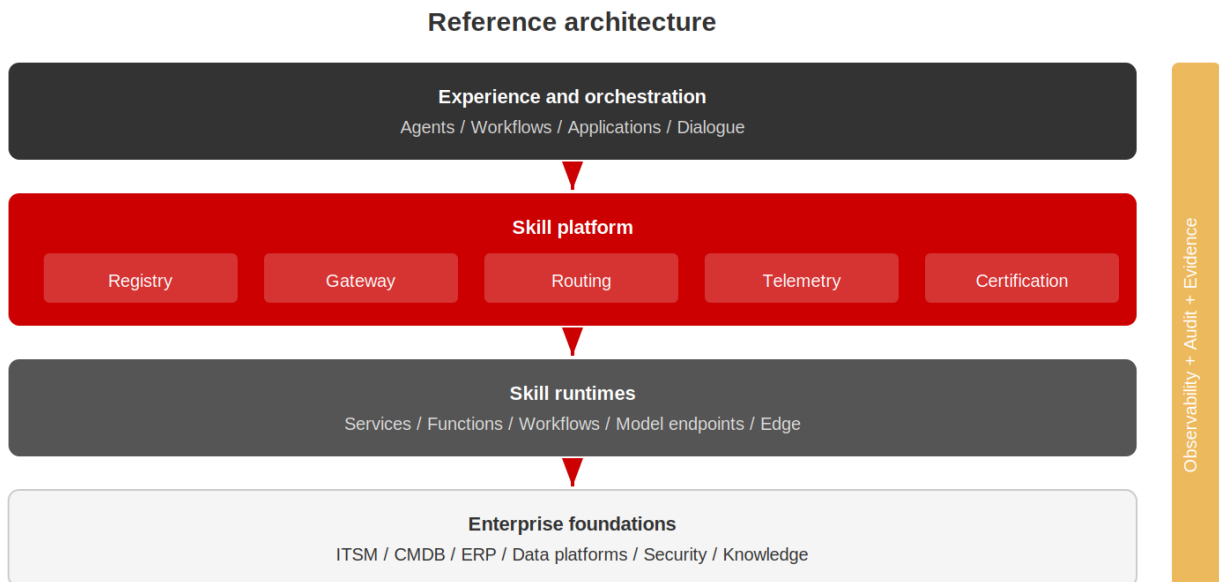 Reference architecture
Experience and orchestration
Agents / Workflows / Applications / Dialogue
Skill platform
Registry
Gateway
Routing
Telemetry
Certification
Skill runtimes
Services / Functions / Workflows / Model endpoints / Edge
Enterprise foundations
ITSM / CMDB / ERP / Data platforms / Security / Knowledge
Observability + Audit + Evidence